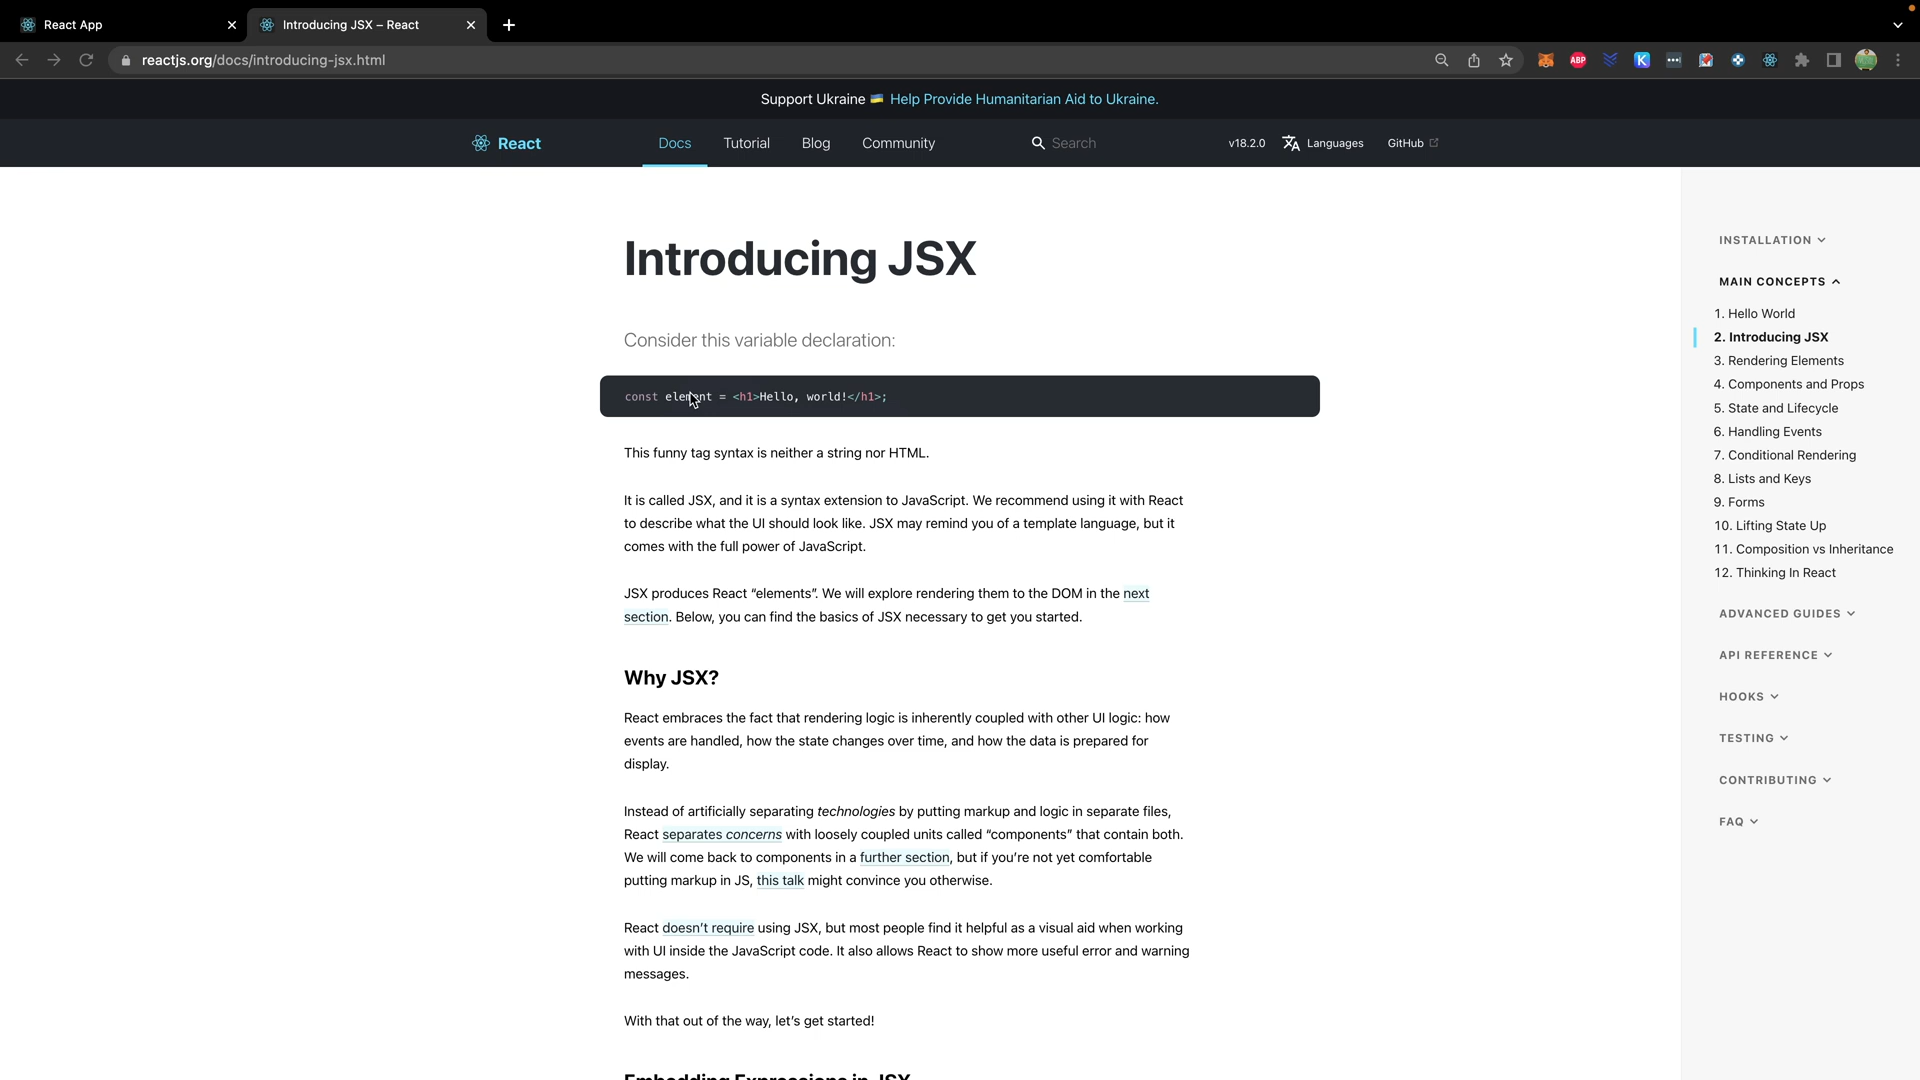 React App
Introducing JSX – React
reactjs.org/docs/introducing-jsx.html
ABP
K
Support Ukraine 🇺🇦 Help Provide Humanitarian Aid to Ukraine.
React
Docs
Tutorial
Blog
Community
Search
v18.2.0
Languages
GitHub
Introducing JSX
Consider this variable declaration:
const element = <h1>Hello, world!</h1>;
This funny tag syntax is neither a string nor HTML.
It is called JSX, and it is a syntax extension to JavaScript. We recommend using it with React
to describe what the UI should look like. JSX may remind you of a template language, but it
comes with the full power of JavaScript.
JSX produces React “elements”. We will explore rendering them to the DOM in the next
section. Below, you can find the basics of JSX necessary to get you started.
Why JSX?
React embraces the fact that rendering logic is inherently coupled with other UI logic: how
events are handled, how the state changes over time, and how the data is prepared for
display.
Instead of artificially separating technologies by putting markup and logic in separate files,
React separates concerns with loosely coupled units called “components” that contain both.
We will come back to components in a further section, but if you’re not yet comfortable
putting markup in JS, this talk might convince you otherwise.
React doesn’t require using JSX, but most people find it helpful as a visual aid when working
with UI inside the JavaScript code. It also allows React to show more useful error and warning
messages.
With that out of the way, let’s get started!
Embedding Expressions in JSX
INSTALLATION
MAIN CONCEPTS
1. Hello World
2. Introducing JSX
3. Rendering Elements
4. Components and Props
5. State and Lifecycle
6. Handling Events
7. Conditional Rendering
8. Lists and Keys
9. Forms
10. Lifting State Up
11. Composition vs Inheritance
12. Thinking In React
ADVANCED GUIDES
API REFERENCE
HOOKS
TESTING
CONTRIBUTING
FAQ